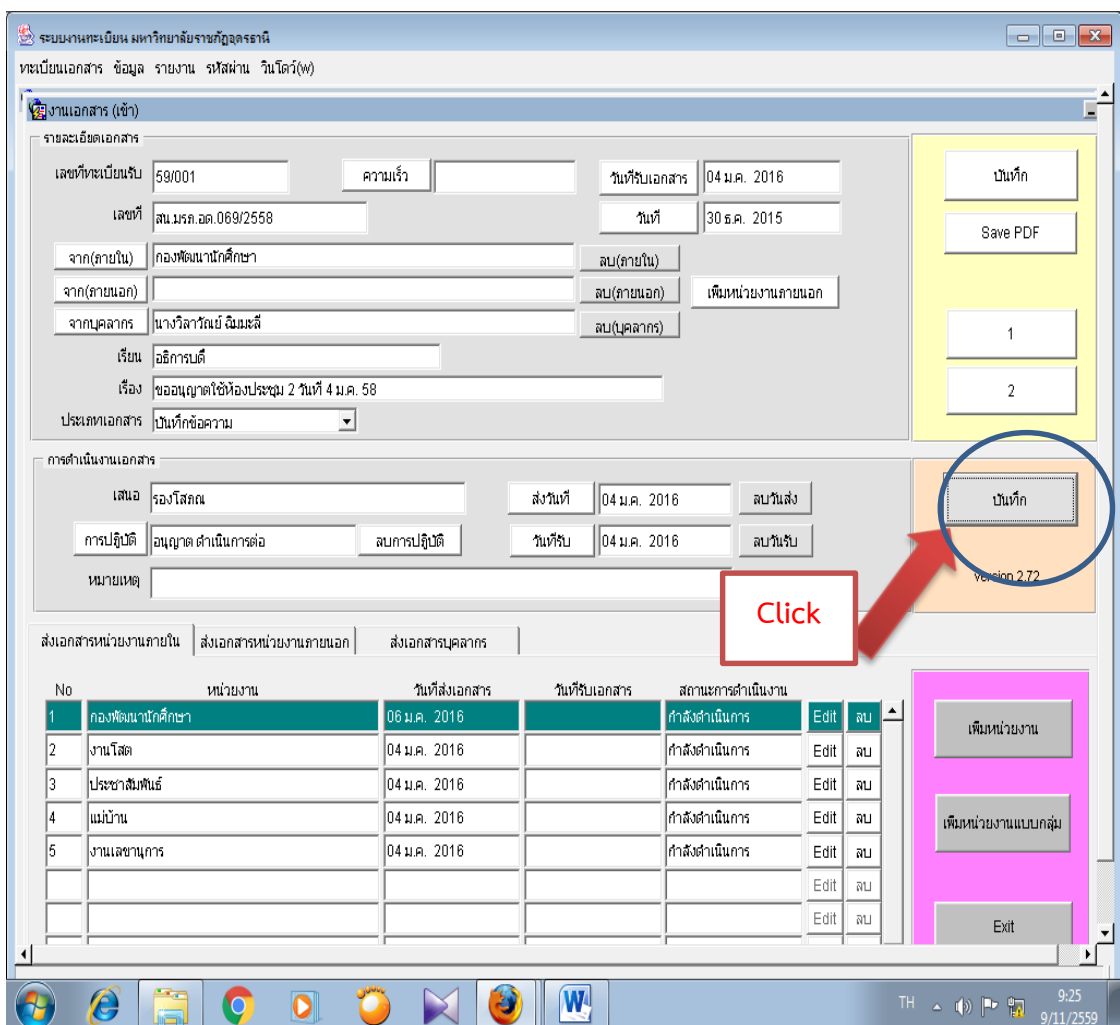 ระบบงานทะเบียน มหาวิทยาลัยราชภัฏอุดรธานี
ทะเบียนเอกสาร ข้อมูล รายงาน รหัสผ่าน วินโดว์(w)
งานเอกสาร (เข้า)
รายละเอียดเอกสาร
เลขที่ทะเบียนรับ 59/001 ความเร็ว วันที่รับเอกสาร 04 ม.ค. 2016 บันทึก
เลขที่ สน.มรภ.อด.069/2558 วันที่ 30 ธ.ค. 2015 Save PDF
จาก(ภายใน) กองพัฒนานักศึกษา ลบ(ภายใน)
จาก(ภายนอก) ลบ(ภายนอก) เพิ่มหน่วยงานภายนอก
จากบุคลากร นางวิลาวัณย์ ฉิมมะลี ลบ(บุคลากร) 1
เรียน อธิการบดี
เรื่อง ขออนุญาตใช้ห้องประชุม 2 วันที่ 4 ม.ค. 58 2
ประเภทเอกสาร บันทึกข้อความ
การดำเนินงานเอกสาร
เสนอ รองโสภณ ส่งวันที่ 04 ม.ค. 2016 ลบวันส่ง บันทึก
การปฎิบัติ อนุญาต ดำเนินการต่อ ลบการปฎิบัติ วันที่รับ 04 ม.ค. 2016 ลบวันรับ
หมายเหตุ version 2.72
Click
ส่งเอกสารหน่วยงานภายใน ส่งเอกสารหน่วยงานภายนอก ส่งเอกสารบุคลากร
No หน่วยงาน วันที่ส่งเอกสาร วันที่รับเอกสาร สถานะการดำเนินงาน
1 กองพัฒนานักศึกษา 06 ม.ค. 2016 กำลังดำเนินการ Edit ลบ เพิ่มหน่วยงาน
2 งานโสต 04 ม.ค. 2016 กำลังดำเนินการ Edit ลบ
3 ประชาสัมพันธ์ 04 ม.ค. 2016 กำลังดำเนินการ Edit ลบ
4 แม่บ้าน 04 ม.ค. 2016 กำลังดำเนินการ Edit ลบ เพิ่มหน่วยงานแบบกลุ่ม
5 งานเลขานุการ 04 ม.ค. 2016 กำลังดำเนินการ Edit ลบ
Edit ลบ
Edit ลบ Exit
TH 9:25
9/11/2559